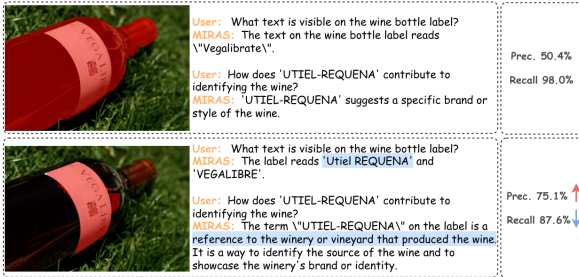 User: What text is visible on the wine bottle label?
MIRAS: The text on the wine bottle label reads
\"Vegalibrate\".
User: How does 'UTIEL-REQUENA' contribute to
identifying the wine?
MIRAS: 'UTIEL-REQUENA' suggests a specific brand or
style of the wine.
Prec. 50.4%
Recall 98.0%
VEGALIBRE
User: What text is visible on the wine bottle label?
MIRAS: The label reads 'Utiel REQUENA' and
'VEGALIBRE'.
User: How does 'UTIEL-REQUENA' contribute to
identifying the wine?
MIRAS: The term \"UTIEL-REQUENA\" on the label is a
reference to the winery or vineyard that produced the wine.
It is a way to identify the source of the wine and to
showcase the winery's brand or identity.
Prec. 75.1%
Recall 87.6%
VEGALIBRE